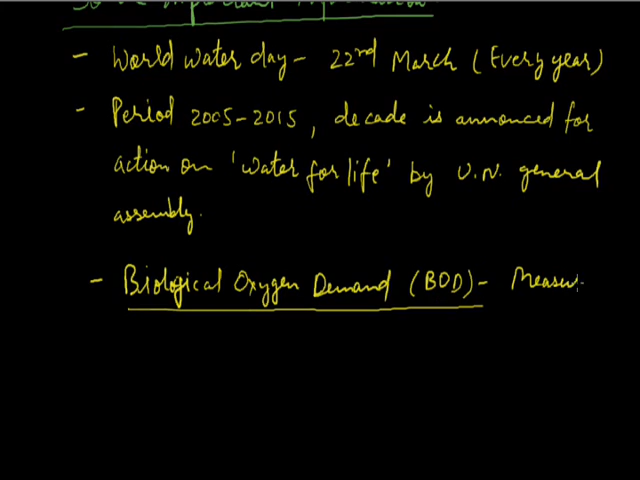 - World water day - 22nd March (Every year)
- Period 2005-2015, decade is announced for
action on 'water for life' by U.N. general
assembly.
- Biological Oxygen Demand (BOD) - Measur